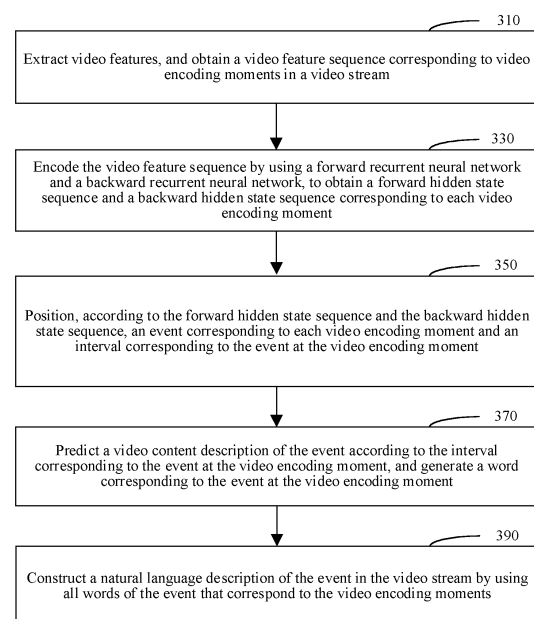 310
Extract video features, and obtain a video feature sequence corresponding to video
encoding moments in a video stream
330
Encode the video feature sequence by using a forward recurrent neural network
and a backward recurrent neural network, to obtain a forward hidden state
sequence and a backward hidden state sequence corresponding to each video
encoding moment
350
Position, according to the forward hidden state sequence and the backward hidden
state sequence, an event corresponding to each video encoding moment and an
interval corresponding to the event at the video encoding moment
370
Predict a video content description of the event according to the interval
corresponding to the event at the video encoding moment, and generate a word
corresponding to the event at the video encoding moment
390
Construct a natural language description of the event in the video stream by using
all words of the event that correspond to the video encoding moments